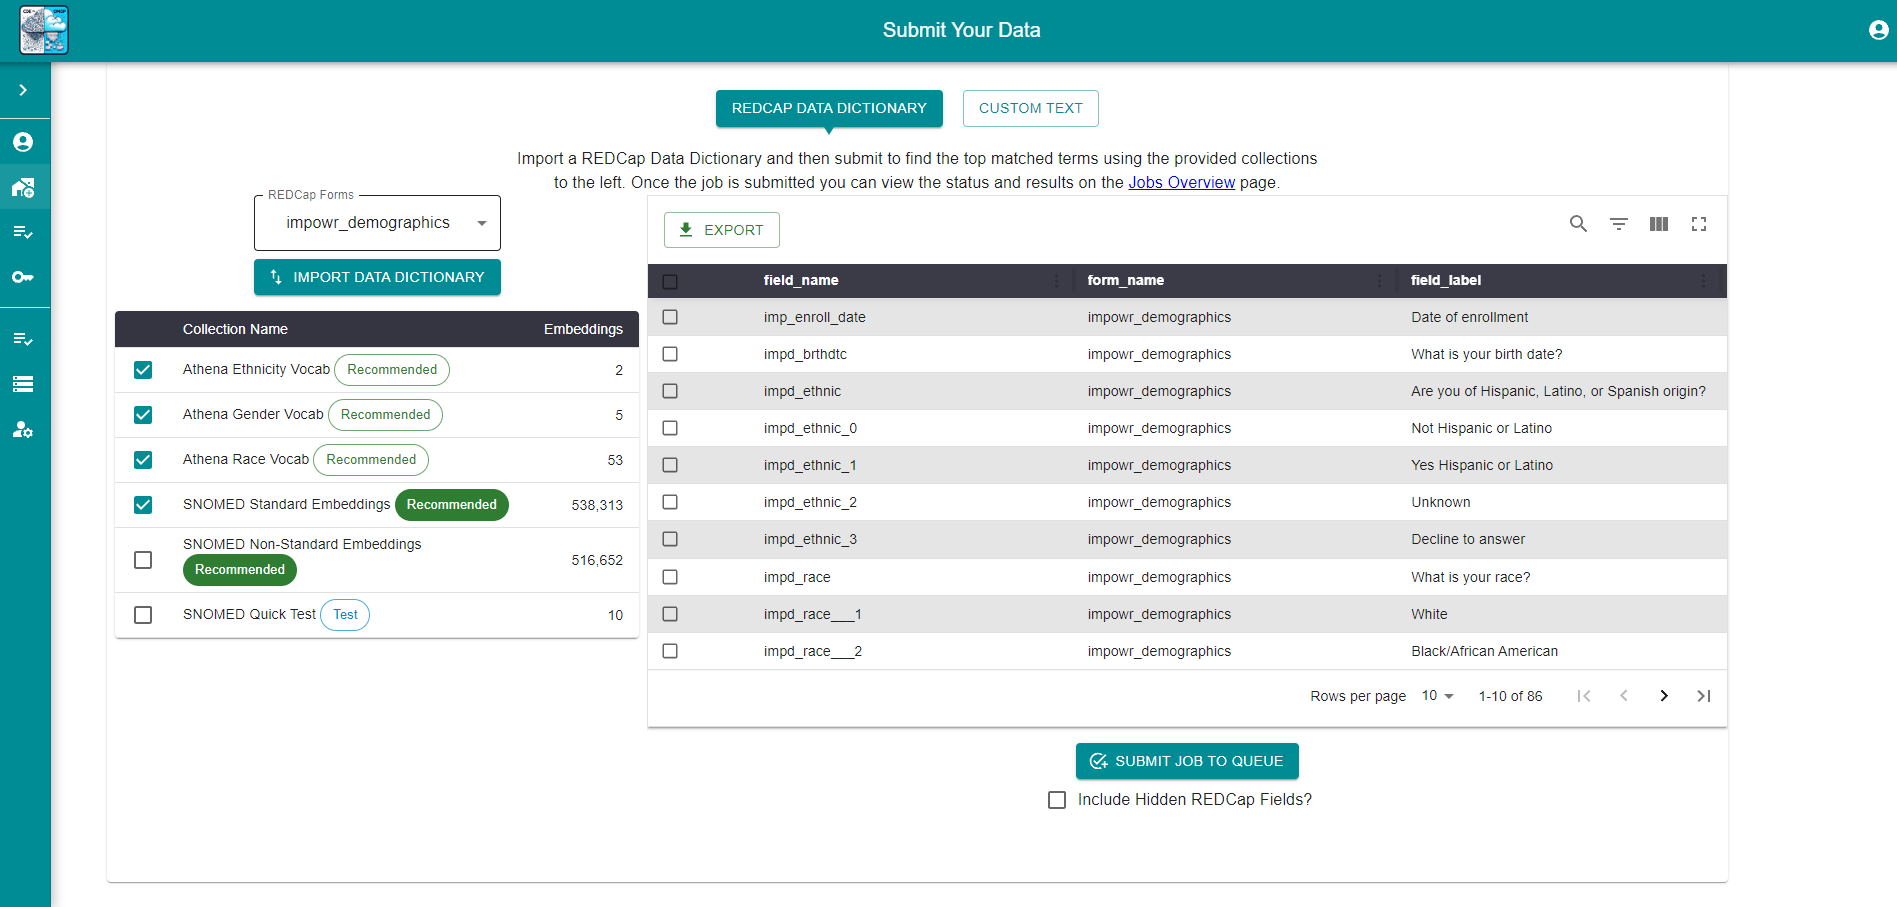 CDE OMOP
Submit Your Data
REDCAP DATA DICTIONARY
CUSTOM TEXT
Import a REDCap Data Dictionary and then submit to find the top matched terms using the provided collections
to the left. Once the job is submitted you can view the status and results on the Jobs Overview page.
REDCap Forms
impowr_demographics
IMPORT DATA DICTIONARY
Collection Name Embeddings
Athena Ethnicity Vocab Recommended 2
Athena Gender Vocab Recommended 5
Athena Race Vocab Recommended 53
SNOMED Standard Embeddings Recommended 538,313
SNOMED Non-Standard Embeddings
Recommended 516,652
SNOMED Quick Test Test 10
EXPORT
field_name form_name field_label
imp_enroll_date impowr_demographics Date of enrollment
impd_brthdtc impowr_demographics What is your birth date?
impd_ethnic impowr_demographics Are you of Hispanic, Latino, or Spanish origin?
impd_ethnic_0 impowr_demographics Not Hispanic or Latino
impd_ethnic_1 impowr_demographics Yes Hispanic or Latino
impd_ethnic_2 impowr_demographics Unknown
impd_ethnic_3 impowr_demographics Decline to answer
impd_race impowr_demographics What is your race?
impd_race___1 impowr_demographics White
impd_race___2 impowr_demographics Black/African American
Rows per page 10 1-10 of 86
SUBMIT JOB TO QUEUE
Include Hidden REDCap Fields?